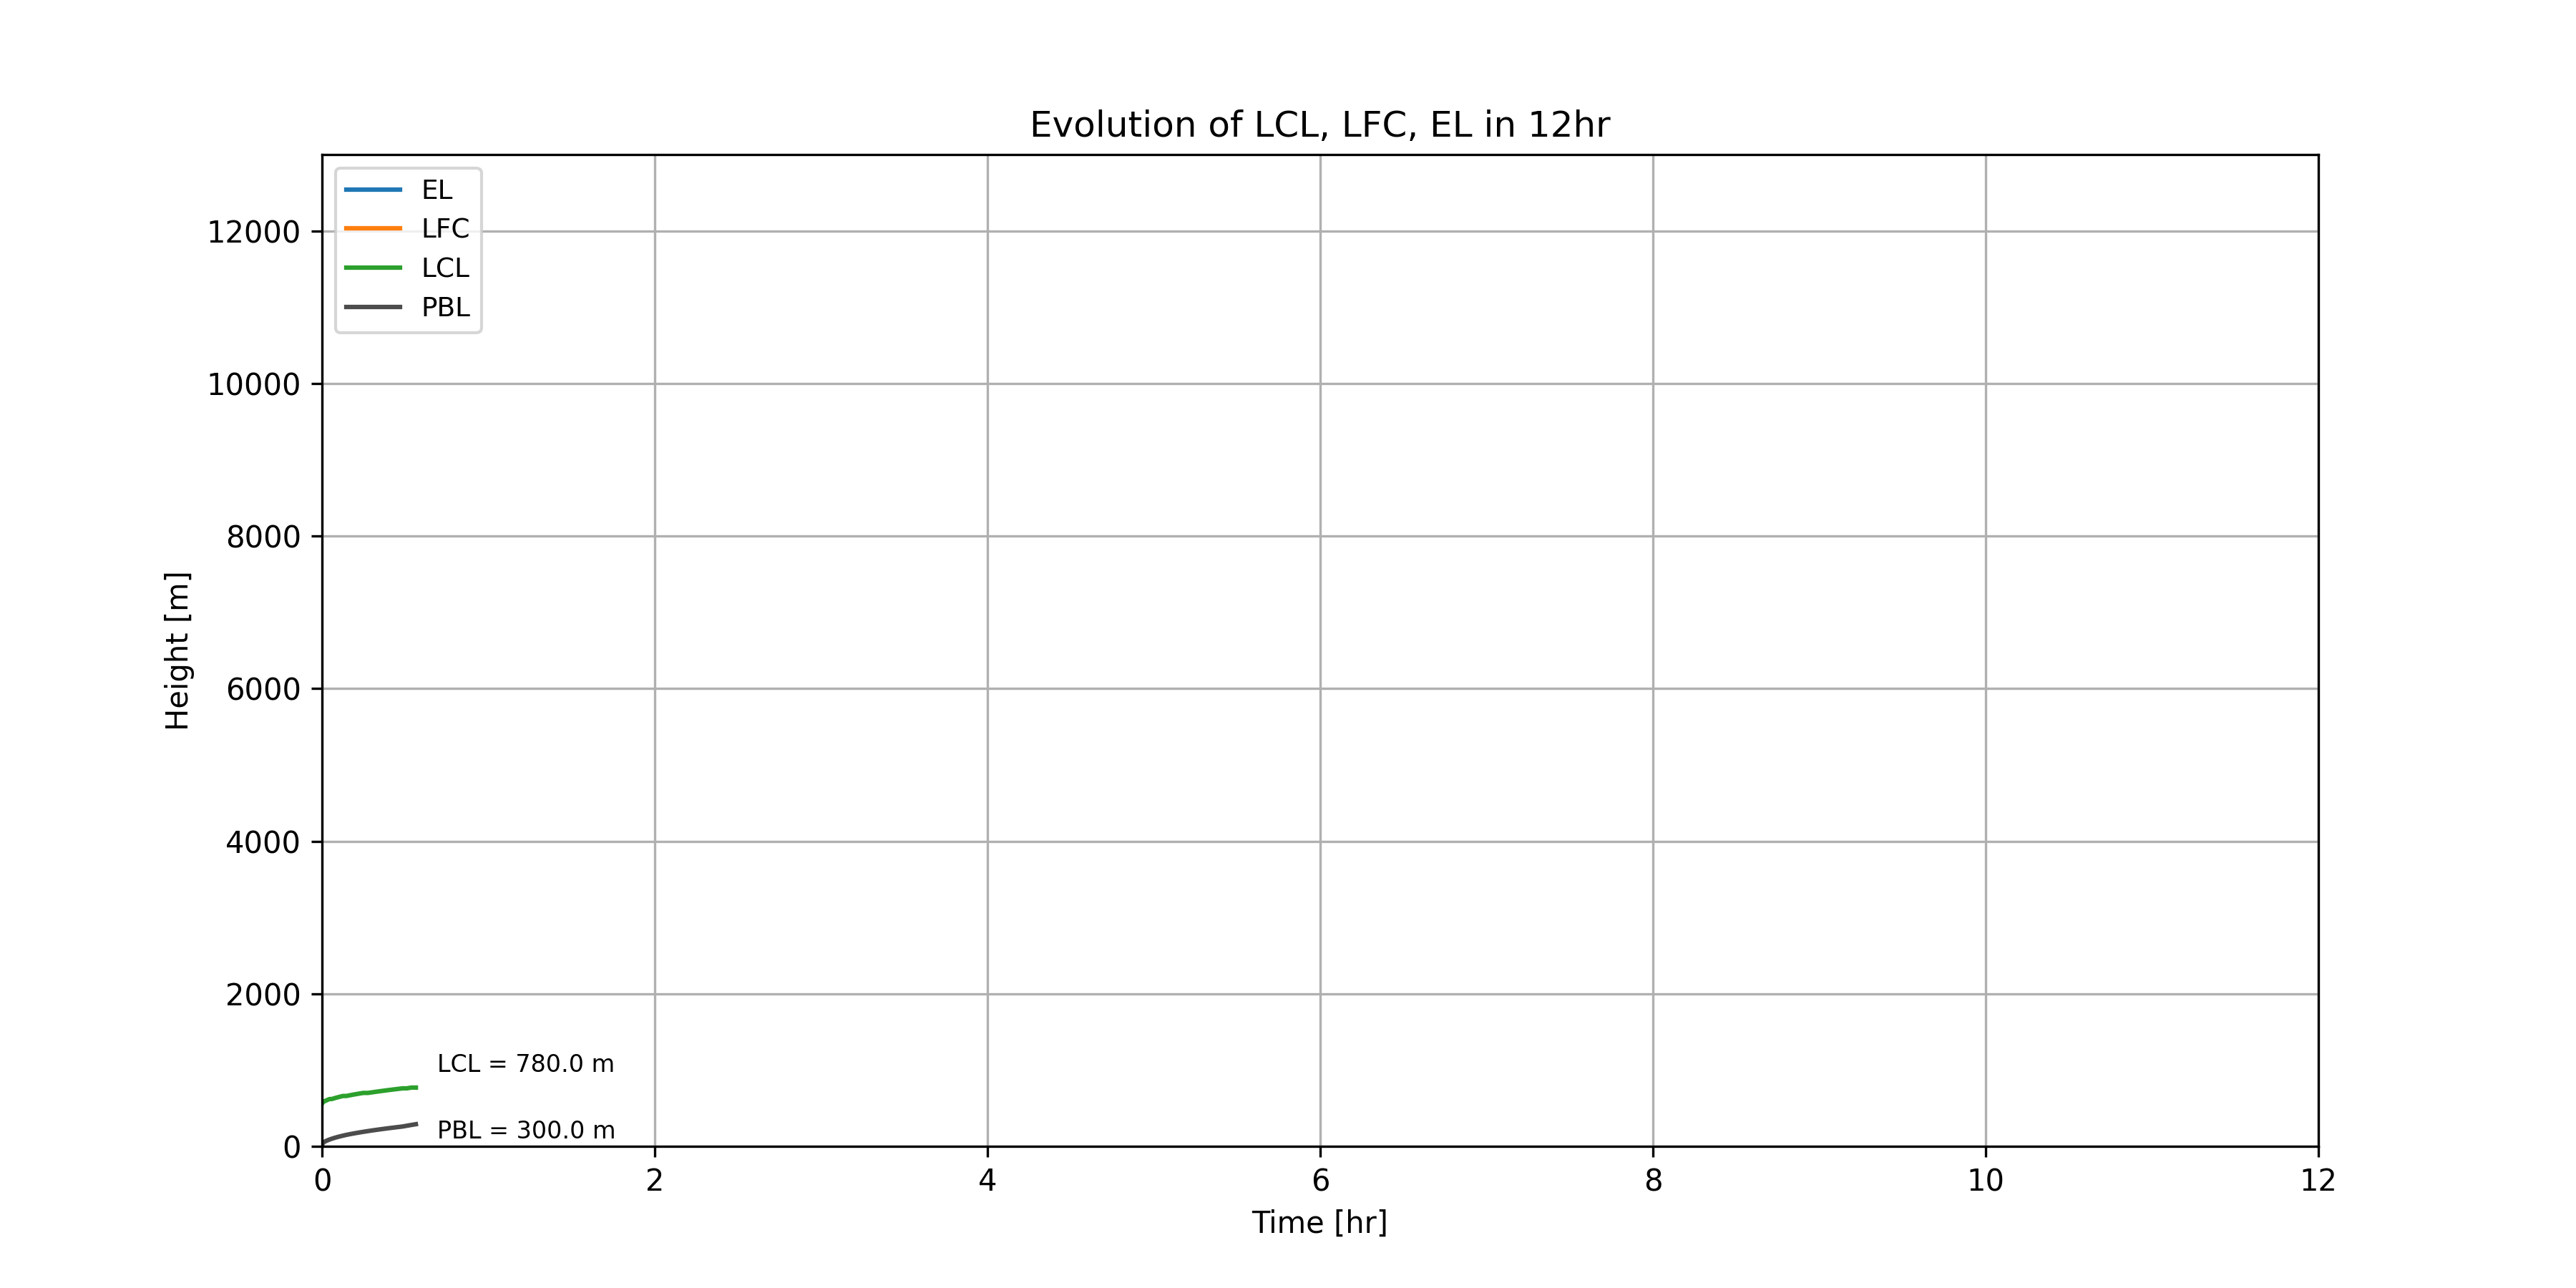 Evolution of LCL, LFC, EL in 12hr
EL
LFC
LCL
PBL
12000
10000
8000
6000
4000
2000
0
Height [m]
LCL = 780.0 m
PBL = 300.0 m
0 2 4 6 8 10 12
Time [hr]